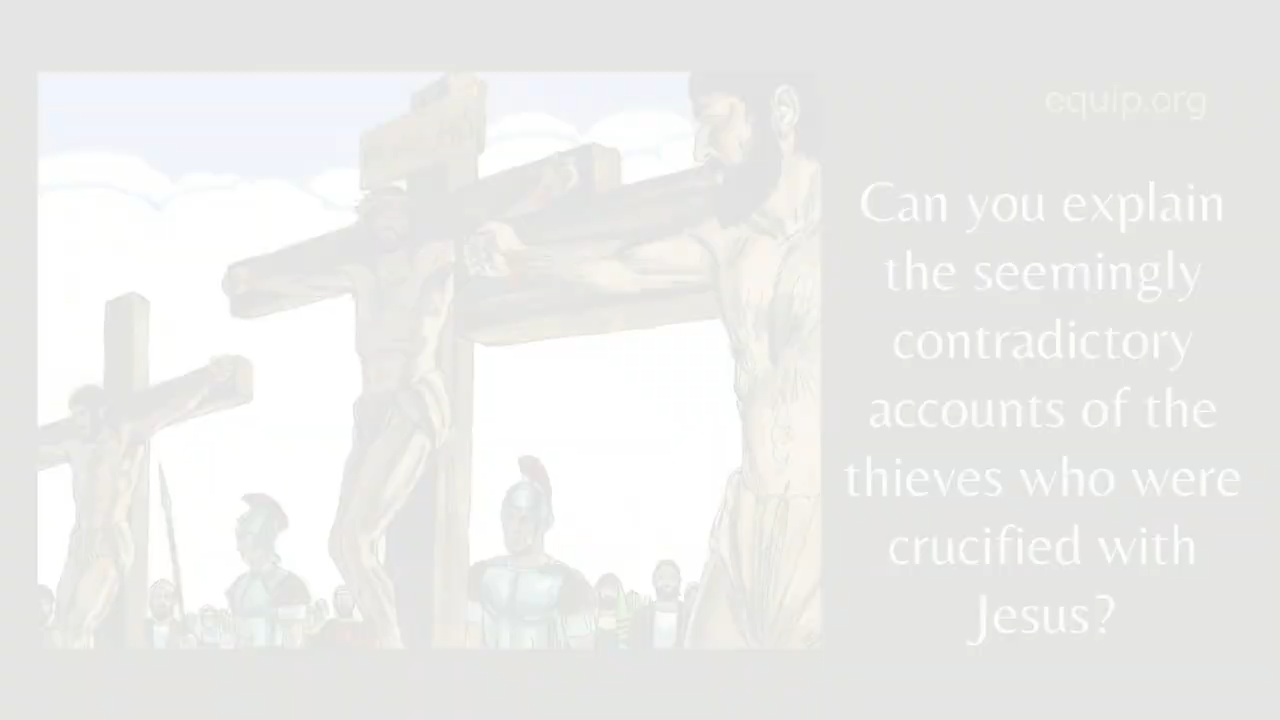 equip.org
Can you explain
the seemingly
contradictory
accounts of the
thieves who were
crucified with
Jesus?